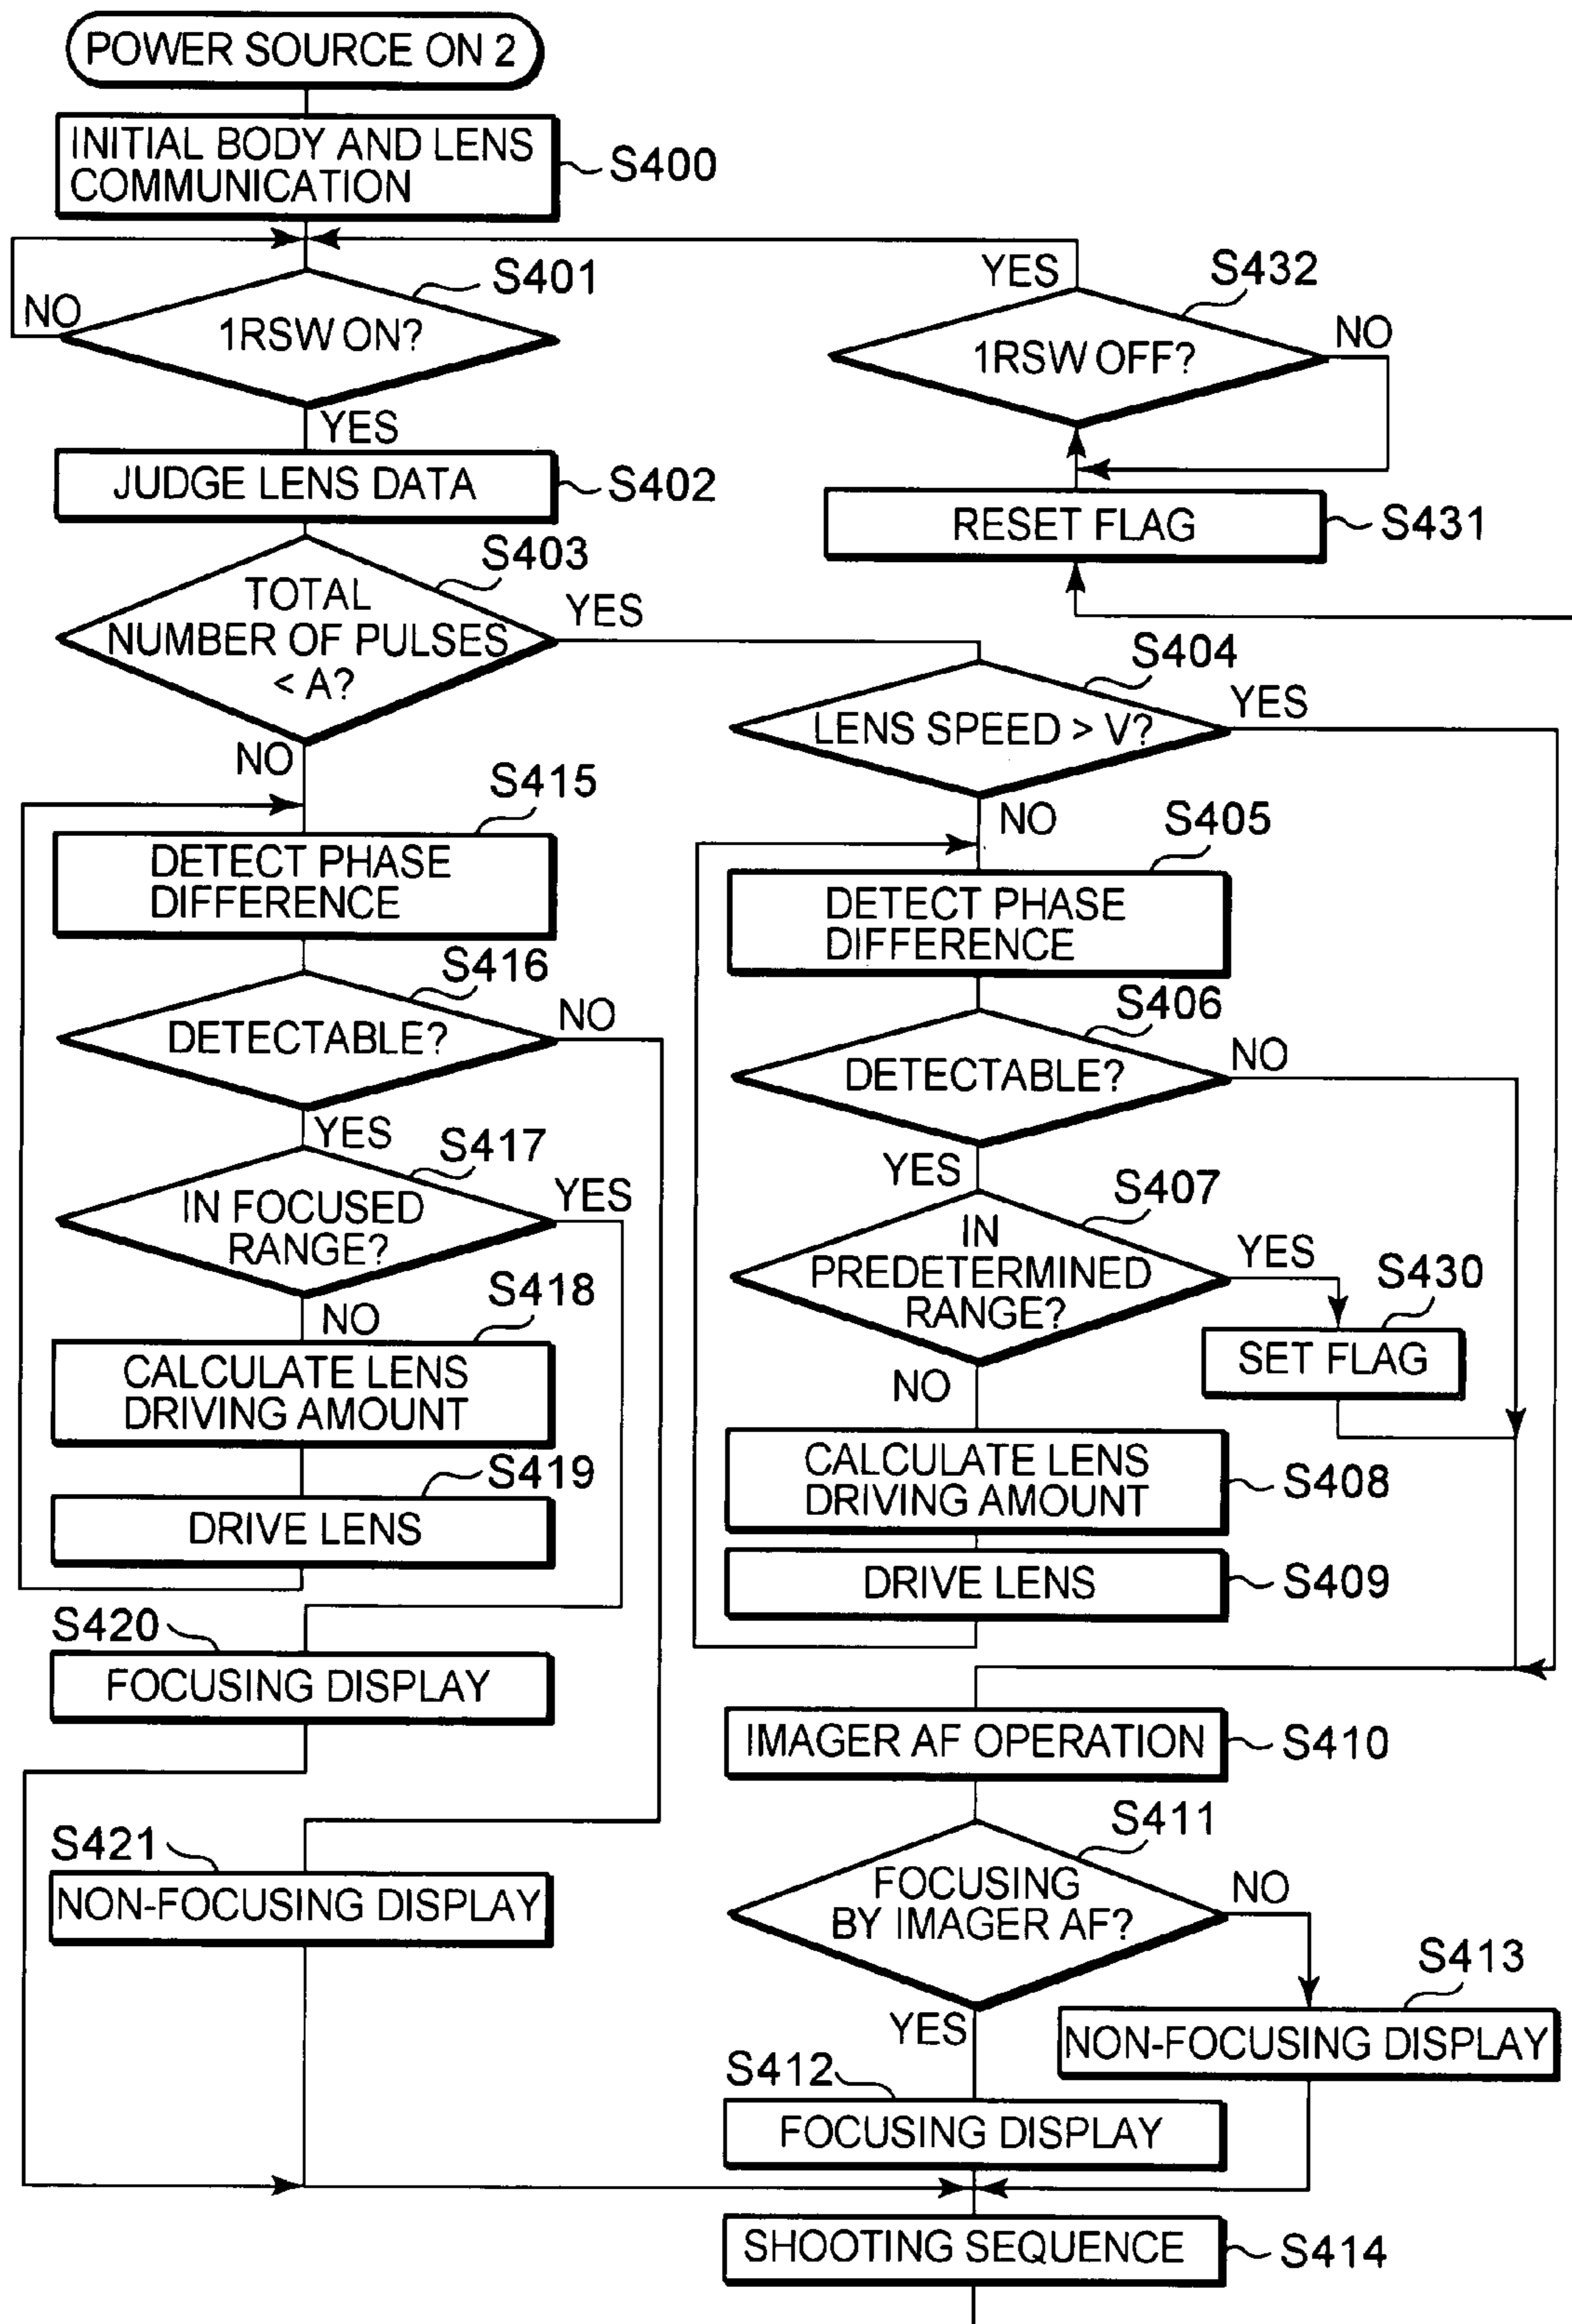 POWER SOURCE ON 2
INITIAL BODY AND LENS
COMMUNICATION
S400
S401
NO
1RSW ON?
YES
JUDGE LENS DATA
S402
S403
TOTAL
NUMBER OF PULSES
< A?
YES
NO
S415
DETECT PHASE
DIFFERENCE
S416
DETECTABLE?
NO
YES
S417
IN FOCUSED
RANGE?
YES
NO
S418
CALCULATE LENS
DRIVING AMOUNT
S419
DRIVE LENS
S420
FOCUSING DISPLAY
S421
NON-FOCUSING DISPLAY
YES
S432
1RSW OFF?
NO
RESET FLAG
S431
S404
LENS SPEED > V?
YES
NO
S405
DETECT PHASE
DIFFERENCE
S406
DETECTABLE?
NO
YES
S407
IN
PREDETERMINED
RANGE?
YES
S430
SET FLAG
NO
CALCULATE LENS
DRIVING AMOUNT
S408
DRIVE LENS
S409
IMAGER AF OPERATION
S410
S411
FOCUSING
BY IMAGER AF?
NO
S413
NON-FOCUSING DISPLAY
YES
S412
FOCUSING DISPLAY
SHOOTING SEQUENCE
S414